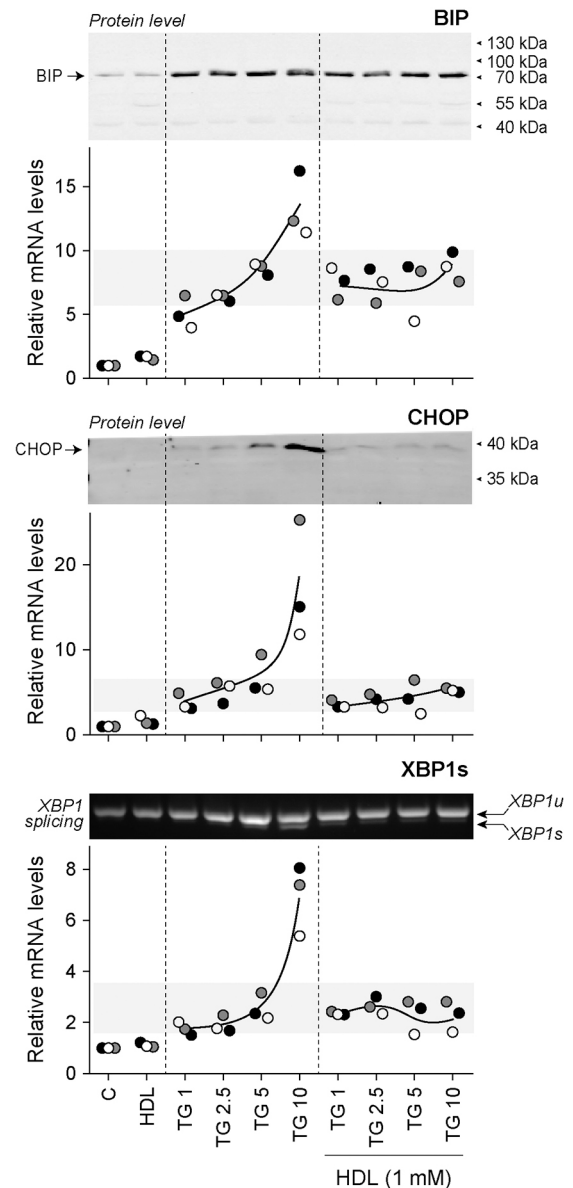 Protein level BIP
130 kDa
100 kDa
BIP 70 kDa
55 kDa
40 kDa
Relative mRNA levels
15
10
5
0
Protein level CHOP
CHOP 40 kDa
35 kDa
Relative mRNA levels
20
10
0
XBP1s
XBP1 splicing
XBP1u
XBP1s
Relative mRNA levels
8
6
4
2
0
C HDL TG 1 TG 2.5 TG 5 TG 10 TG 1 TG 2.5 TG 5 TG 10
HDL (1 mM)